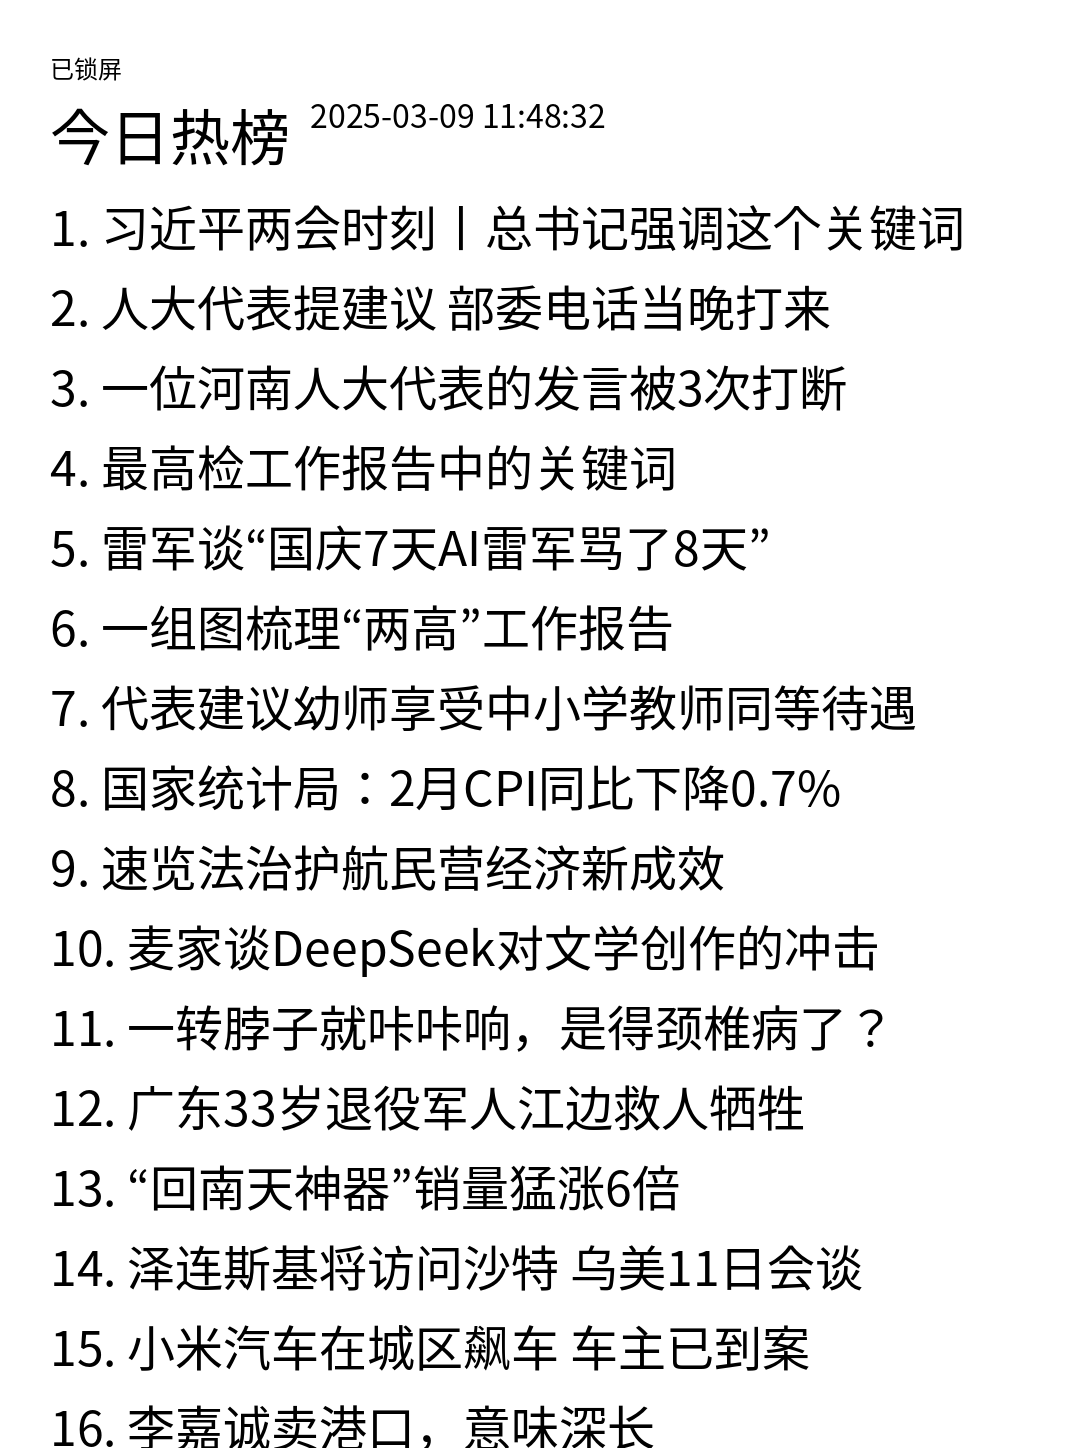 已锁屏
今日热榜 2025-03-09 11:48:32
1. 习近平两会时刻丨总书记强调这个关键词
2. 人大代表提建议 部委电话当晚打来
3. 一位河南人大代表的发言被3次打断
4. 最高检工作报告中的关键词
5. 雷军谈“国庆7天AI雷军骂了8天”
6. 一组图梳理“两高”工作报告
7. 代表建议幼师享受中小学教师同等待遇
8. 国家统计局：2月CPI同比下降0.7%
9. 速览法治护航民营经济新成效
10. 麦家谈DeepSeek对文学创作的冲击
11. 一转脖子就咔咔响，是得颈椎病了？
12. 广东33岁退役军人江边救人牺牲
13. “回南天神器”销量猛涨6倍
14. 泽连斯基将访问沙特 乌美11日会谈
15. 小米汽车在城区飙车 车主已到案
16. 李嘉诚卖港口，意味深长